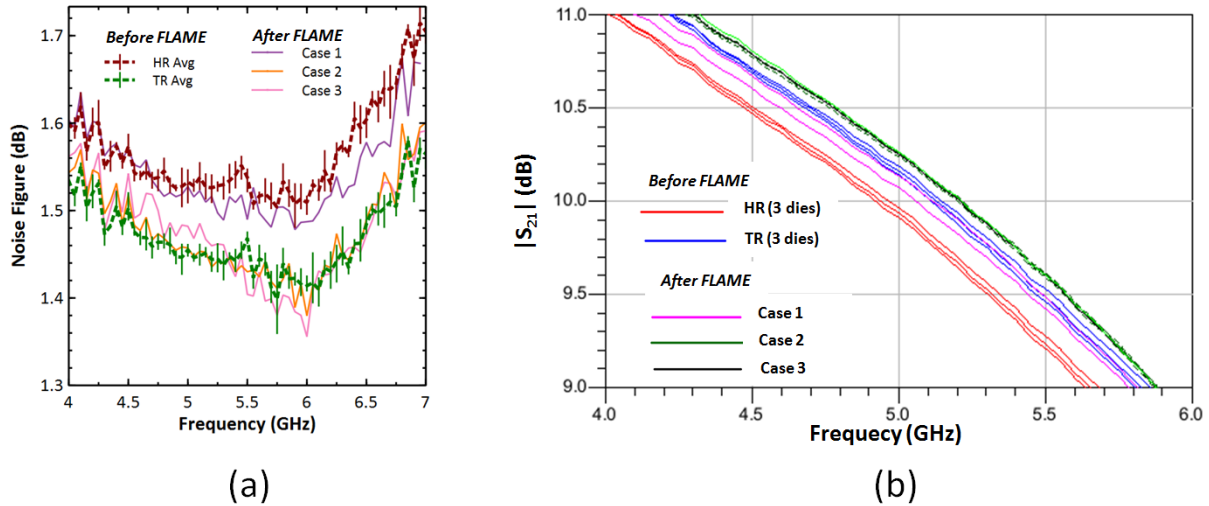 1.7
1.6
1.5
1.4
1.3
Noise Figure (dB)
Before FLAME
HR Avg
TR Avg
After FLAME
Case 1
Case 2
Case 3
4
4.5
5
5.5
6
6.5
7
Frequency (GHz)
(a)
11.0
10.5
10.0
9.5
9.0
|S21| (dB)
Before FLAME
HR (3 dies)
TR (3 dies)
After FLAME
Case 1
Case 2
Case 3
4.0
4.5
5.0
5.5
6.0
Frequecy (GHz)
(b)